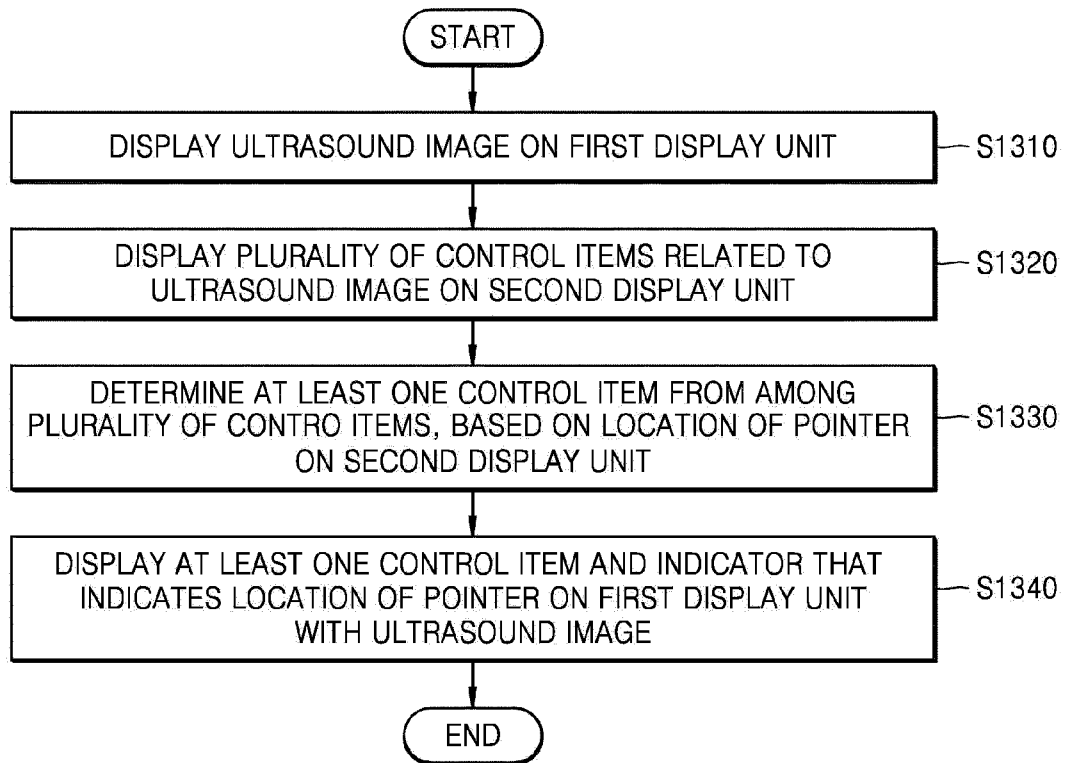 START
DISPLAY ULTRASOUND IMAGE ON FIRST DISPLAY UNIT
S1310
DISPLAY PLURALITY OF CONTROL ITEMS RELATED TO
ULTRASOUND IMAGE ON SECOND DISPLAY UNIT
S1320
DETERMINE AT LEAST ONE CONTROL ITEM FROM AMONG
PLURALITY OF CONTRO ITEMS, BASED ON LOCATION OF POINTER
ON SECOND DISPLAY UNIT
S1330
DISPLAY AT LEAST ONE CONTROL ITEM AND INDICATOR THAT
INDICATES LOCATION OF POINTER ON FIRST DISPLAY UNIT
WITH ULTRASOUND IMAGE
S1340
END